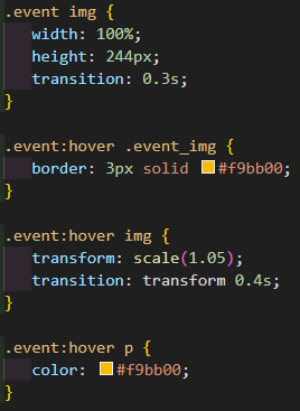 .event img {
width: 100%;
height: 244px;
transition: 0.3s;
}
.event:hover .event_img {
border: 3px solid #f9bb00;
}
.event:hover img {
transform: scale(1.05);
transition: transform 0.4s;
}
.event:hover p {
color: #f9bb00;
}